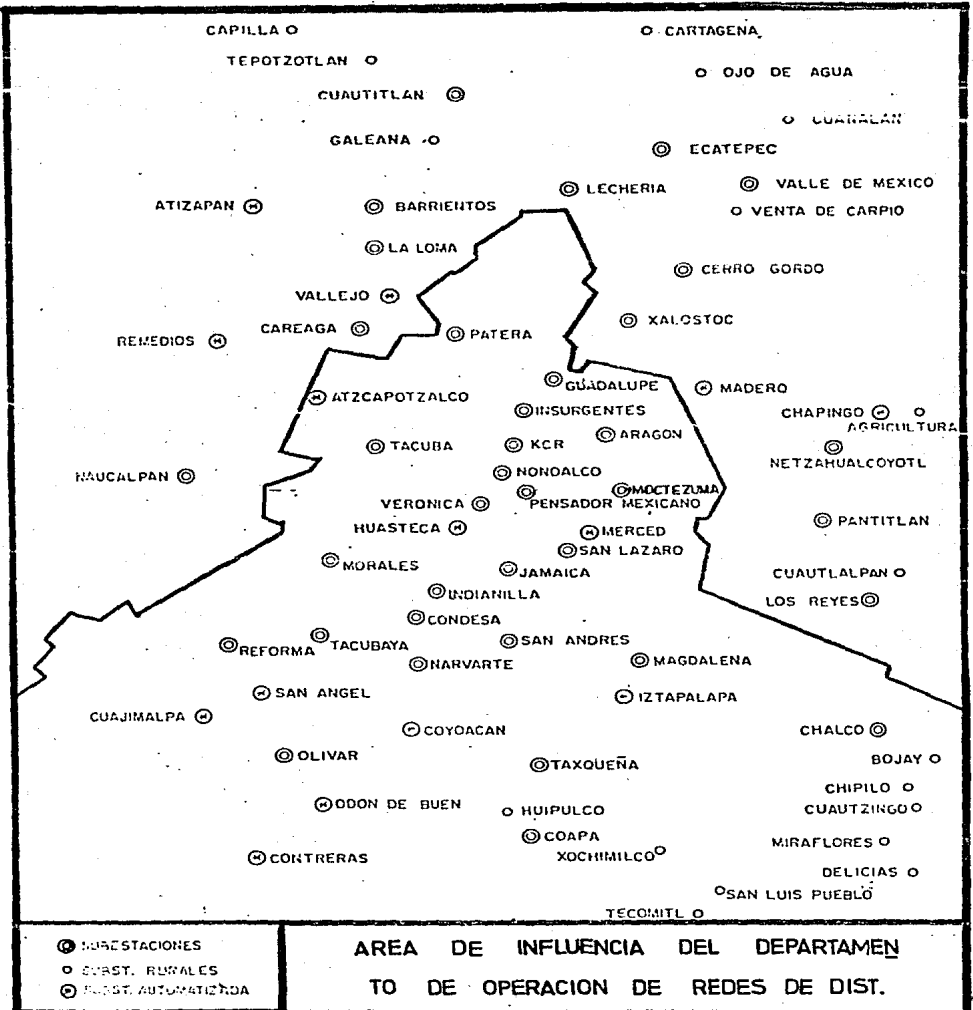 CAPILLA
CARTAGENA
TEPOTZOTLAN
OJO DE AGUA
CUAUTITLAN
CUANALAN
GALEANA
ECATEPEC
LECHERIA
VALLE DE MEXICO
ATIZAPAN
BARRIENTOS
VENTA DE CARPIO
LA LOMA
CERRO GORDO
VALLEJO
CAREAGA
XALOSTOC
REMEDIOS
PATERA
GUADALUPE
MADERO
ATZCAPOTZALCO
INSURGENTES
CHAPINGO
AGRICULTURA
ARAGON
TACUBA
KCR
NETZAHUALCOYOTL
NAUCALPAN
NONOALCO
MOCTEZUMA
VERONICA
PENSADOR MEXICANO
PANTITLAN
HUASTECA
MERCED
SAN LAZARO
MORALES
JAMAICA
CUAUTLALPAN
INDIANILLA
LOS REYES
CONDESA
REFORMA
TACUBAYA
SAN ANDRES
NARVARTE
MAGDALENA
SAN ANGEL
IZTAPALAPA
CUAJIMALPA
COYOACAN
CHALCO
OLIVAR
TAXQUEÑA
BOJAY
CHIPILO
ODON DE BUEN
HUIPULCO
CUAUTZINGO
COAPA
XOCHIMILCO
MIRAFLORES
CONTRERAS
DELICIAS
SAN LUIS PUEBLO
TECOMITL
SUBESTACIONES
SUBST. RURALES
SUBST. AUTOMATIZADA
AREA DE INFLUENCIA DEL DEPARTAMEN
TO DE OPERACION DE REDES DE DIST.